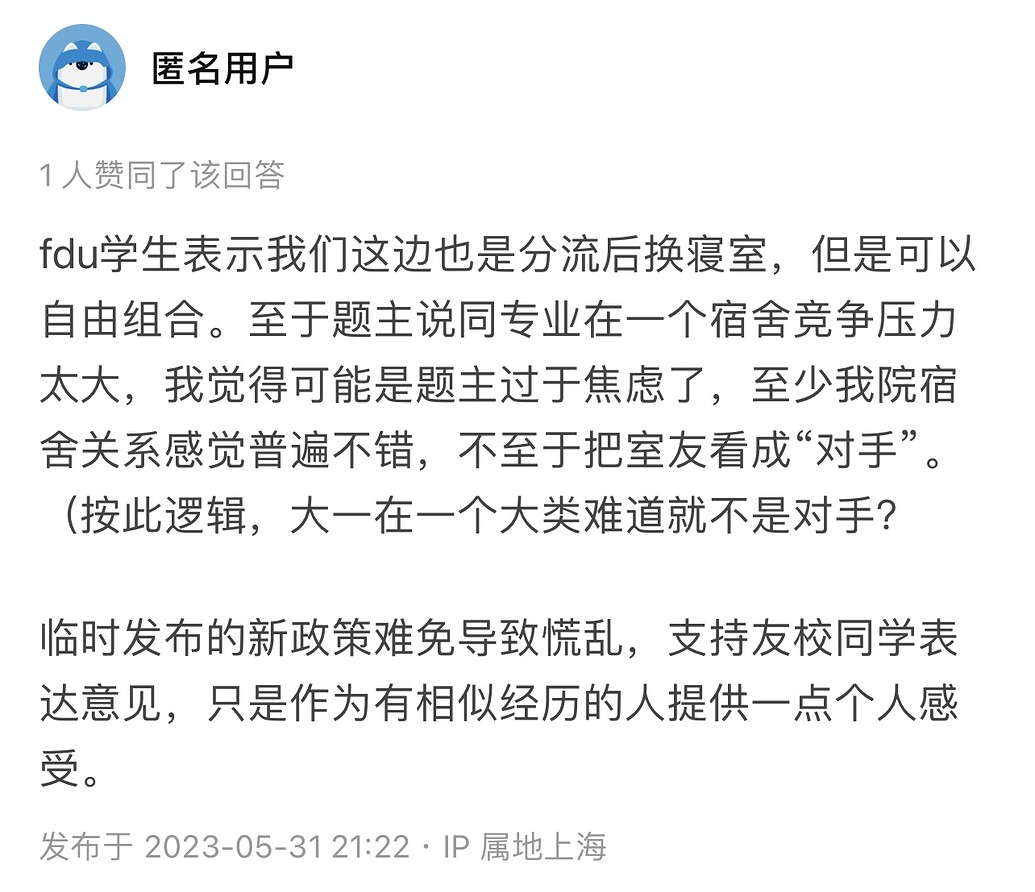 匿名用户
1 人赞同了该回答
fdu学生表示我们这边也是分流后换寝室，但是可以
自由组合。至于题主说同专业在一个宿舍竞争压力
太大，我觉得可能是题主过于焦虑了，至少我院宿
舍关系感觉普遍不错，不至于把室友看成“对手”。
（按此逻辑，大一在一个大类难道就不是对手？
临时发布的新政策难免导致慌乱，支持友校同学表
达意见，只是作为有相似经历的人提供一点个人感
受。
发布于 2023-05-31 21:22 · IP 属地上海